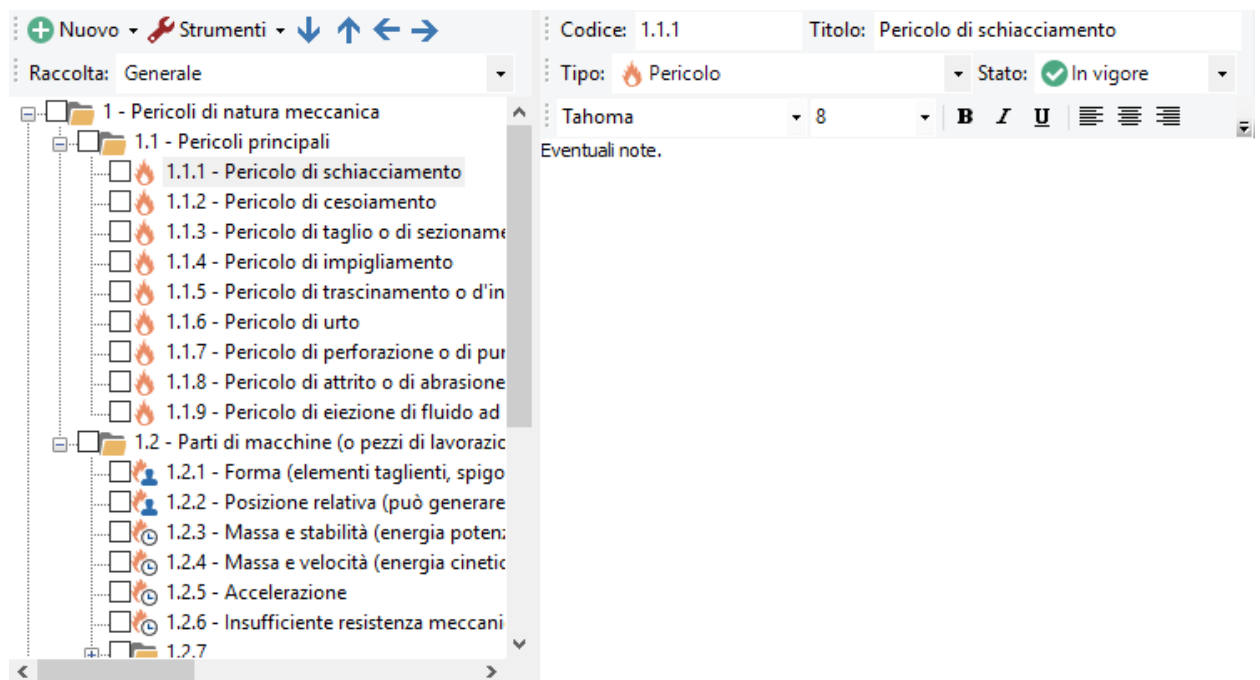 Nuovo Strumenti
Raccolta: Generale
1 - Pericoli di natura meccanica
1.1 - Pericoli principali
1.1.1 - Pericolo di schiacciamento
1.1.2 - Pericolo di cesoiamento
1.1.3 - Pericolo di taglio o di sezioname
1.1.4 - Pericolo di impigliamento
1.1.5 - Pericolo di trascinamento o d'in
1.1.6 - Pericolo di urto
1.1.7 - Pericolo di perforazione o di pur
1.1.8 - Pericolo di attrito o di abrasione
1.1.9 - Pericolo di eiezione di fluido ad
1.2 - Parti di macchine (o pezzi di lavorazic
1.2.1 - Forma (elementi taglienti, spigo
1.2.2 - Posizione relativa (può generare
1.2.3 - Massa e stabilità (energia poten
1.2.4 - Massa e velocità (energia cinetic
1.2.5 - Accelerazione
1.2.6 - Insufficiente resistenza meccani
1.2.7
Codice: 1.1.1 Titolo: Pericolo di schiacciamento
Tipo: Pericolo Stato: In vigore
Tahoma 8 B I U
Eventuali note.